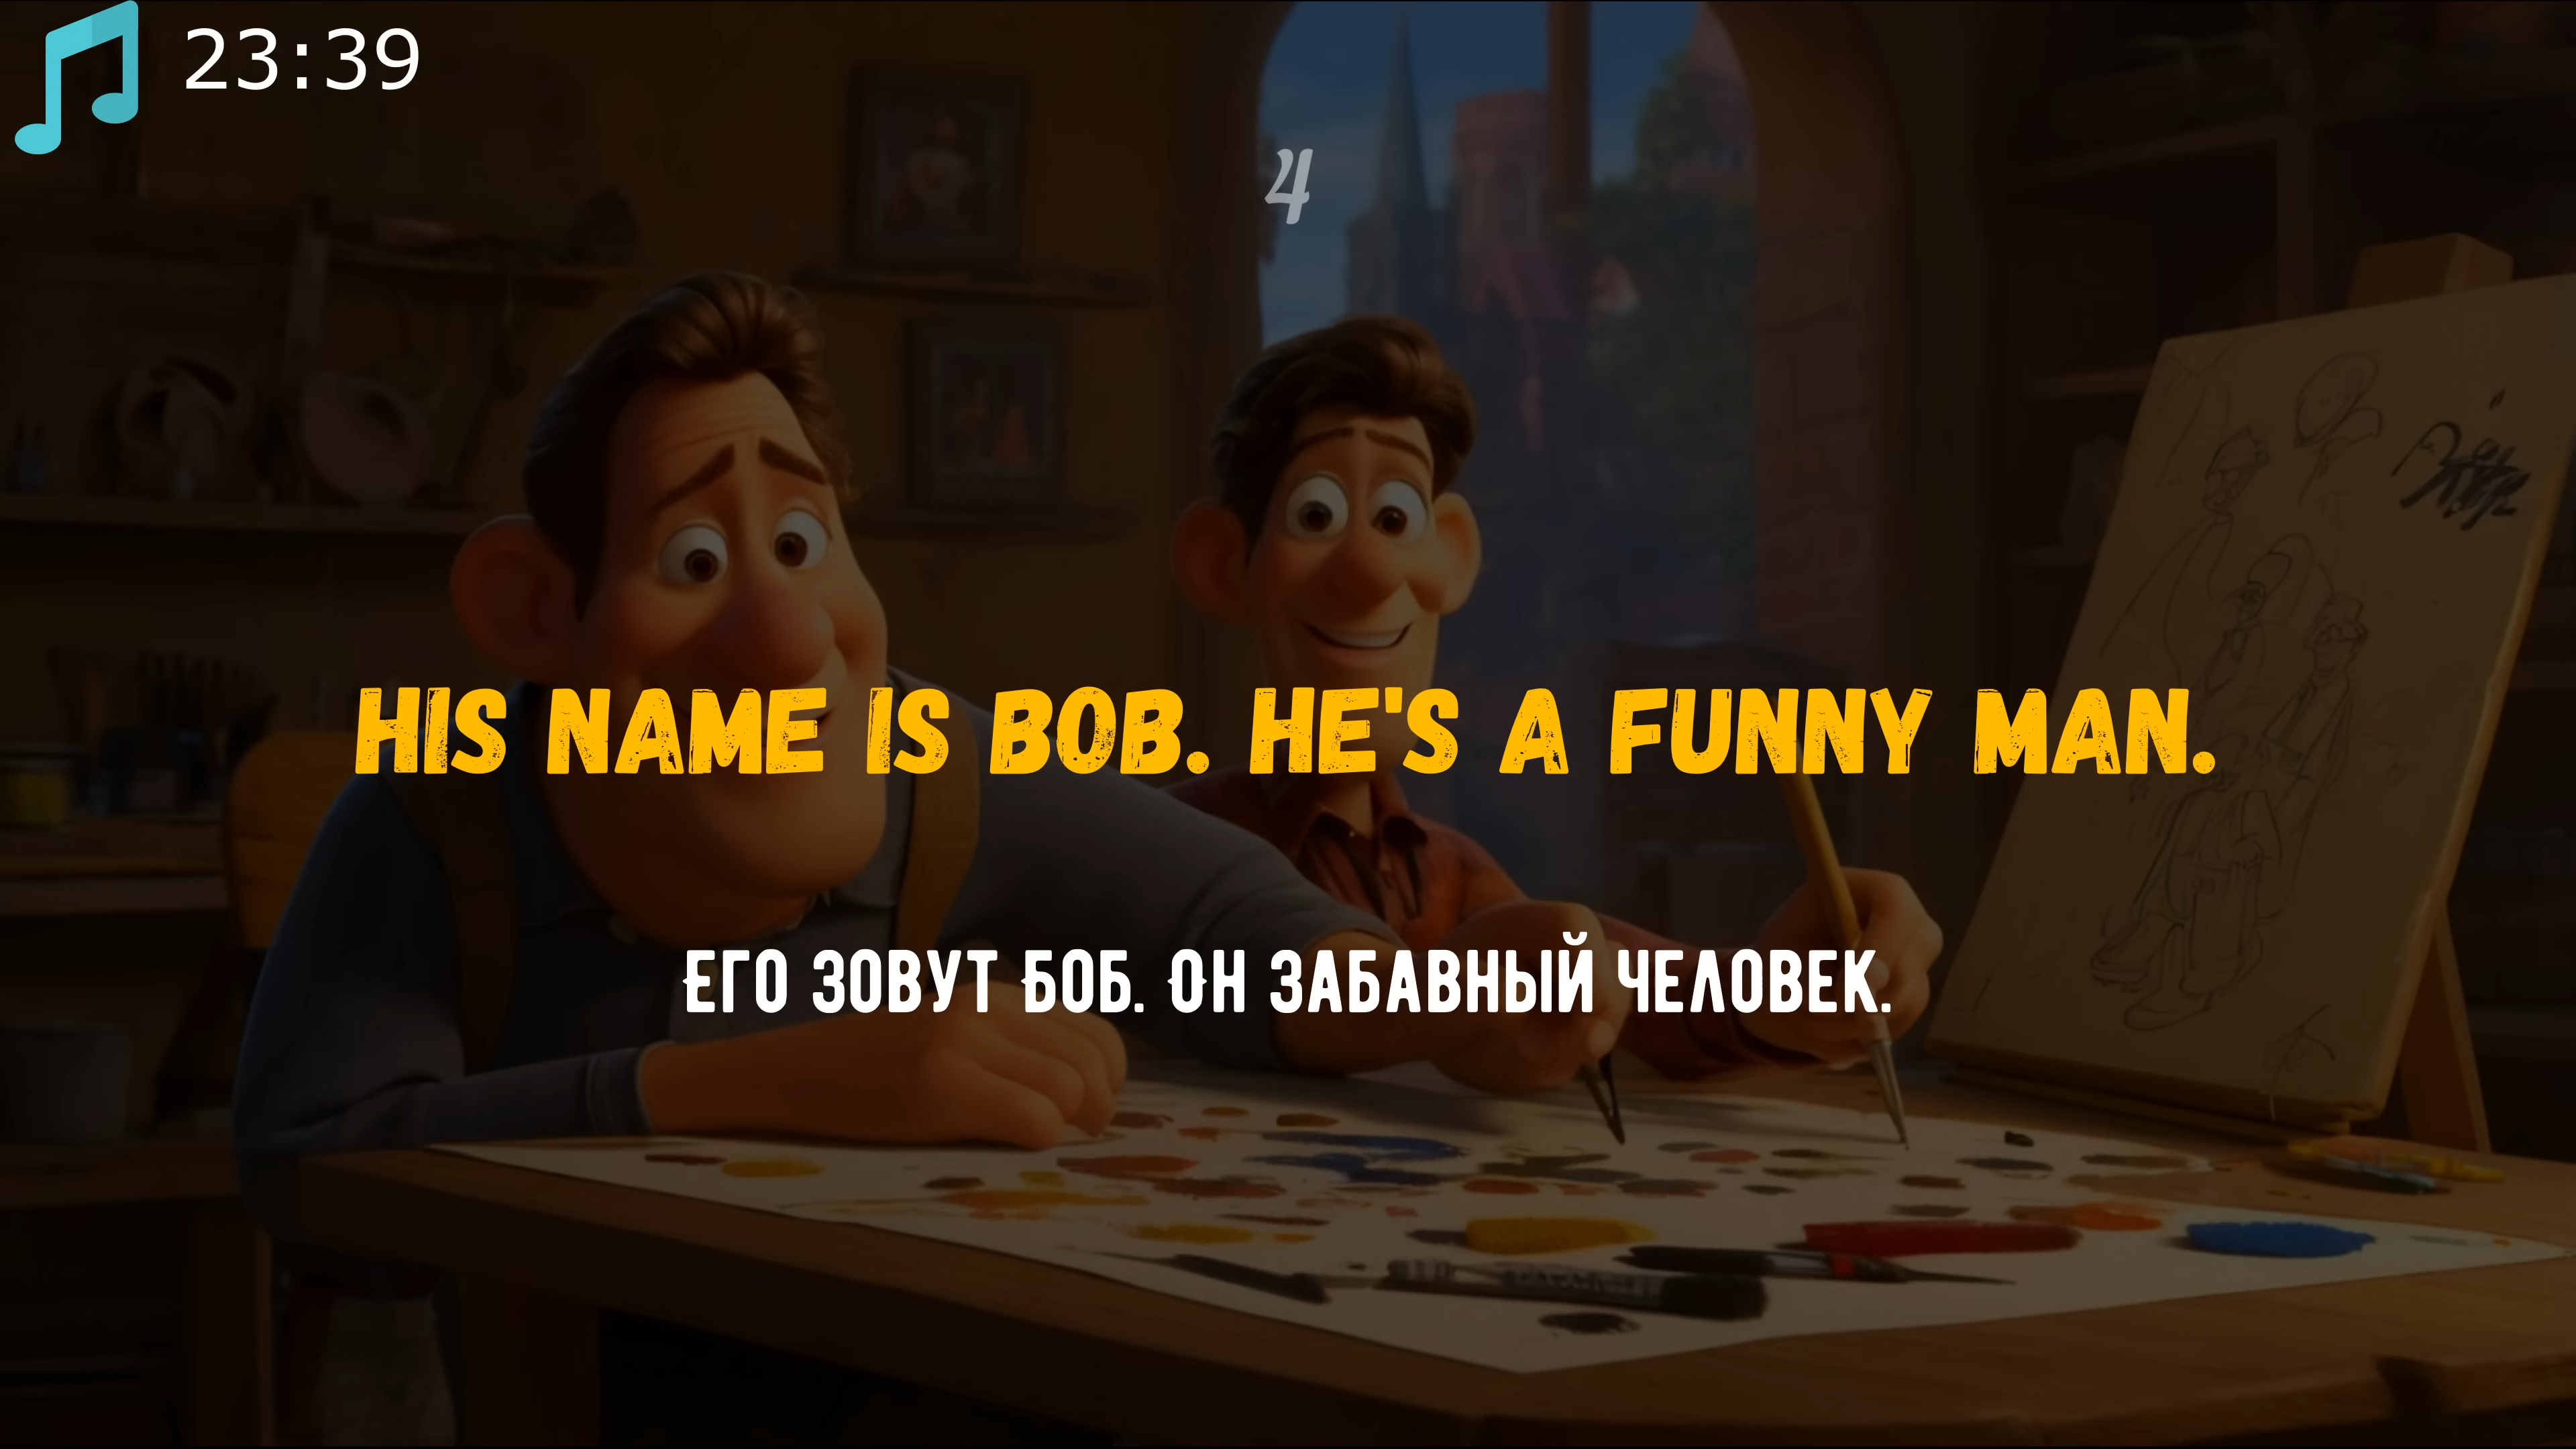 23:39
4
HIS NAME IS BOB. HE'S A FUNNY MAN.
Его зовут Боб. Он забавный человек.